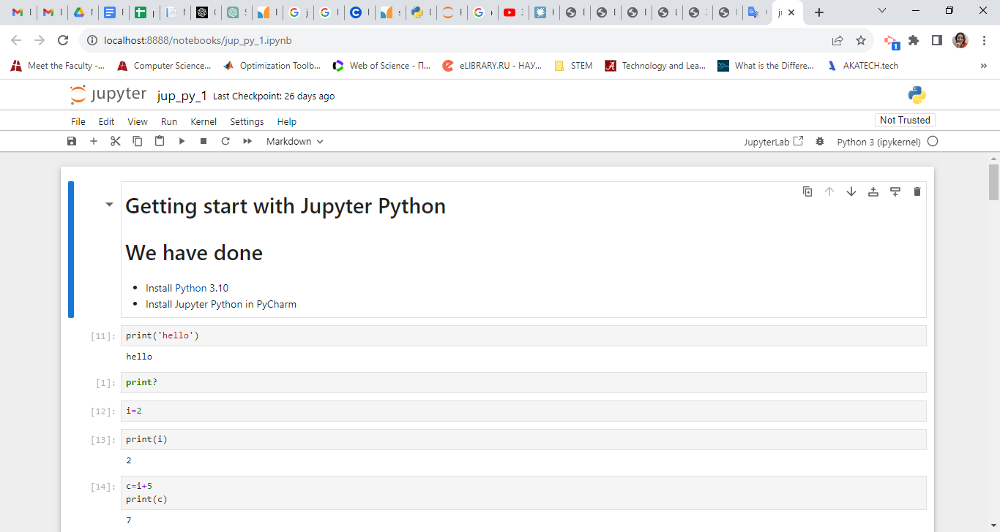 localhost:8888/notebooks/jup_py_1.ipynb
1
Meet the Faculty -... Computer Science... Optimization Toolb... Web of Science - П... eLIBRARY.RU - НАУ... STEM Technology and Lea... What is the Differe... AKATECH.tech »
jupyter jup_py_1 Last Checkpoint: 26 days ago
File Edit View Run Kernel Settings Help Not Trusted
Markdown JupyterLab Python 3 (ipykernel)
Getting start with Jupyter Python
We have done
• Install Python 3.10
• Install Jupyter Python in PyCharm
[11]: print('hello')
hello
[1]: print?
[12]: i=2
[13]: print(i)
2
[14]: c=i+5
print(c)
7